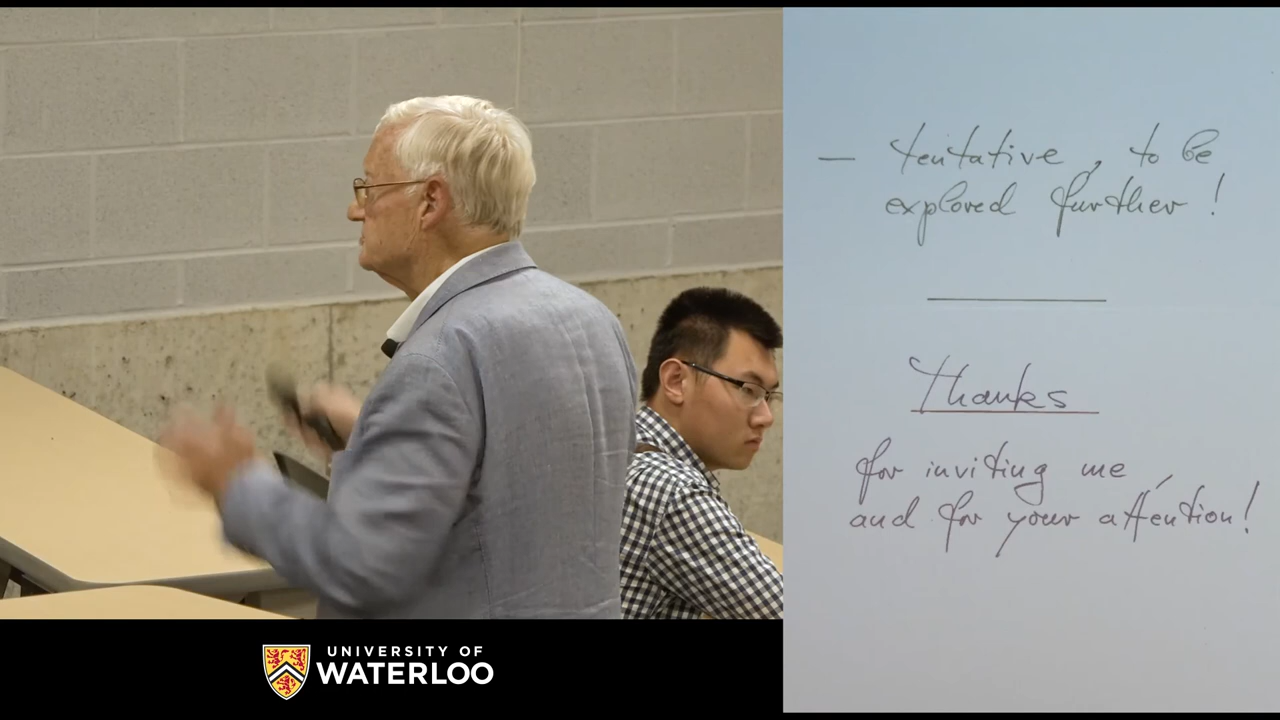 — tentative, to be
explored further!
Thanks
for inviting me
and for your attention!
UNIVERSITY OF
WATERLOO